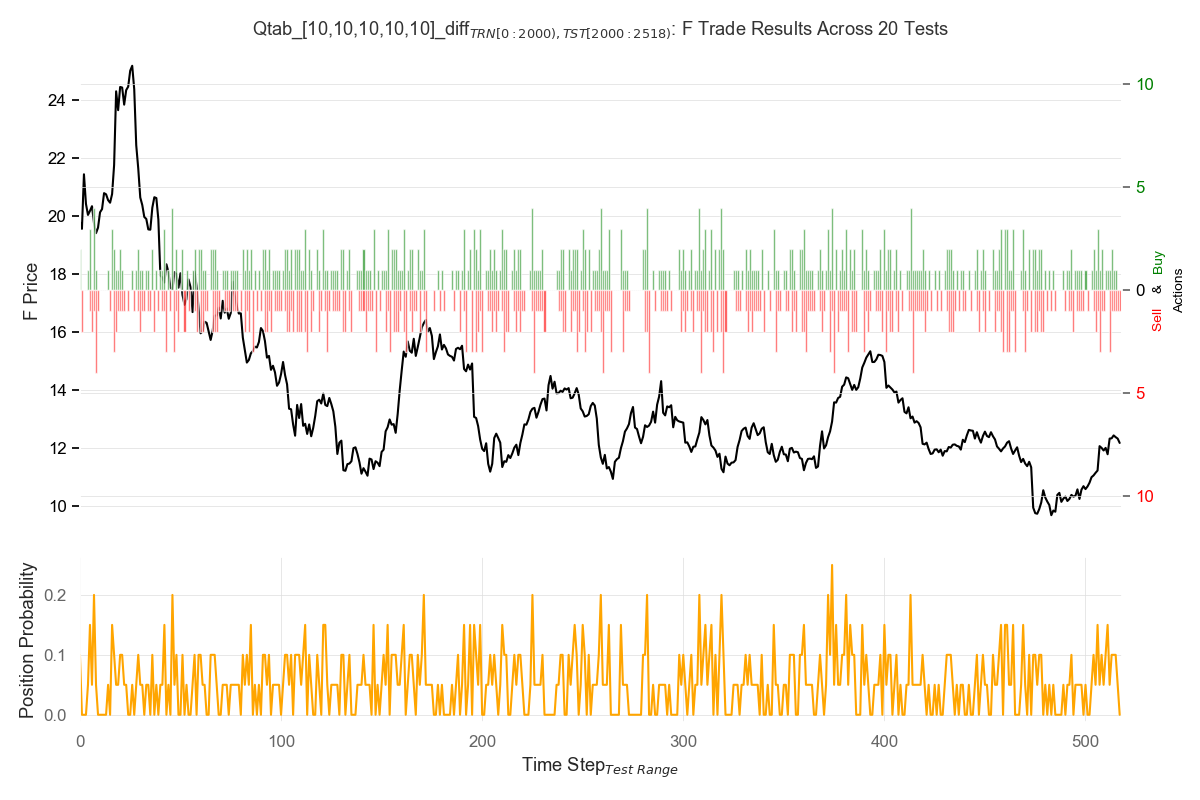 Qtab_[10,10,10,10,10]_diff_TRN[0:2000),TST[2000:2518): F Trade Results Across 20 Tests
F Price
24
22
20
18
16
14
12
10
10
5
0
5
10
Sell & Buy
Actions
Position Probability
0.2
0.1
0.0
0 100 200 300 400 500
Time Step Test Range